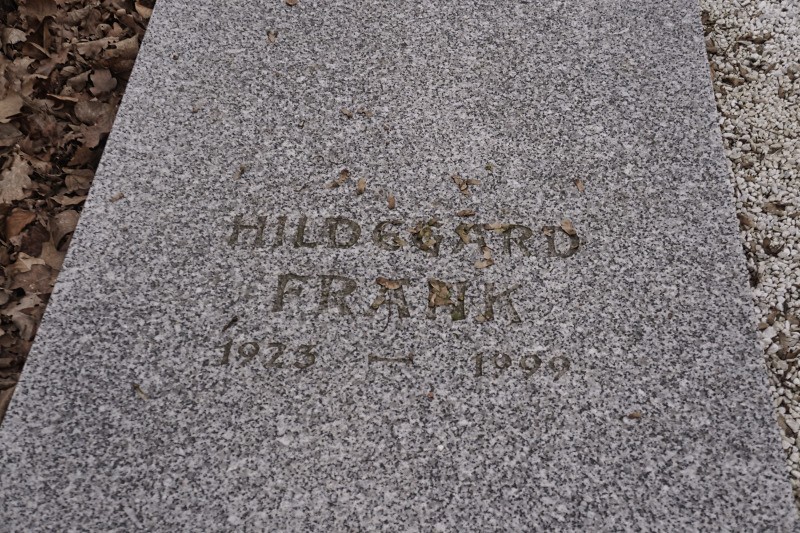 HILDEGARD
FRANK
1923 — 1999